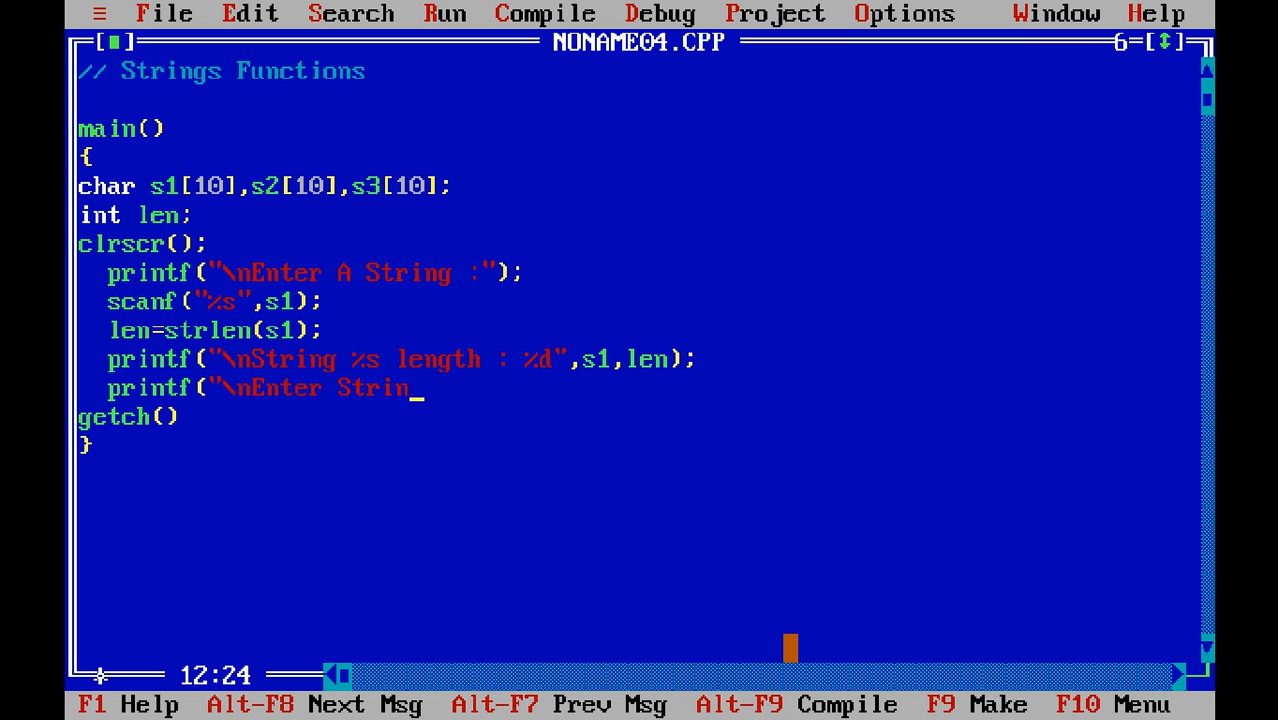 ≡ File Edit Search Run Compile Debug Project Options Window Help
[■] NONAME04.CPP 6=[↕]
// Strings Functions
main()
{
char s1[10],s2[10],s3[10];
int len;
clrscr();
printf("\nEnter A String :");
scanf("%s",s1);
len=strlen(s1);
printf("\nString %s length : %d",s1,len);
printf("\nEnter Strin_
getch()
}
12:24
F1 Help Alt-F8 Next Msg Alt-F7 Prev Msg Alt-F9 Compile F9 Make F10 Menu